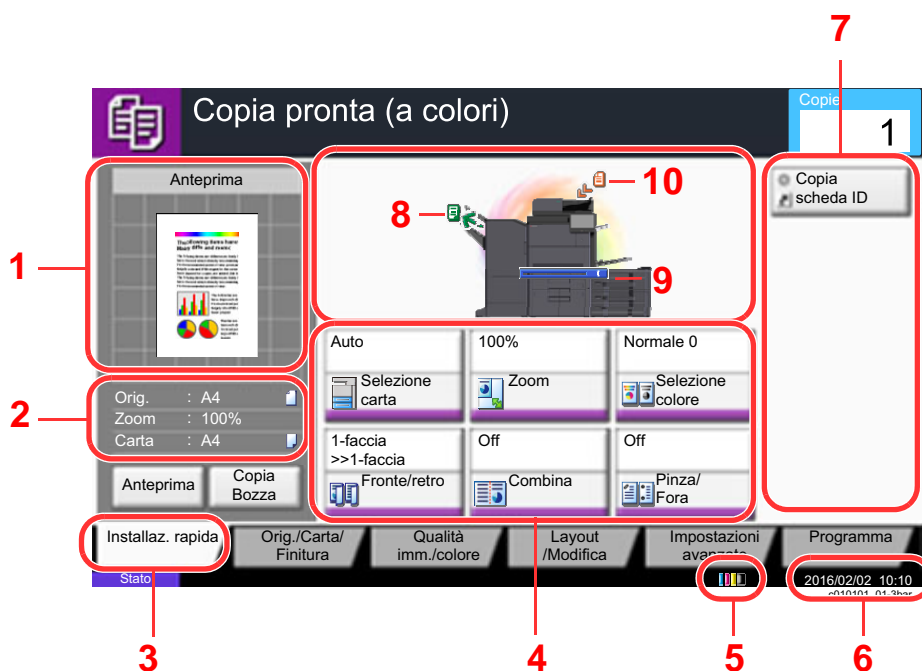 7
Copia pronta (a colori)
Copie
1
Anteprima
Copia
scheda ID
8
10
9
1
Auto
100%
Normale 0
Selezione
carta
Zoom
Selezione
colore
2
Orig. : A4
Zoom : 100%
Carta : A4
1-faccia
>>1-faccia
Off
Off
Fronte/retro
Combina
Pinza/
Fora
Anteprima
Copia
Bozza
Installaz. rapida
Orig./Carta/
Finitura
Qualità
imm./colore
Layout
/Modifica
Impostazioni
avanzate
Programma
Stato
2016/02/02 10:10
3
4
5
6